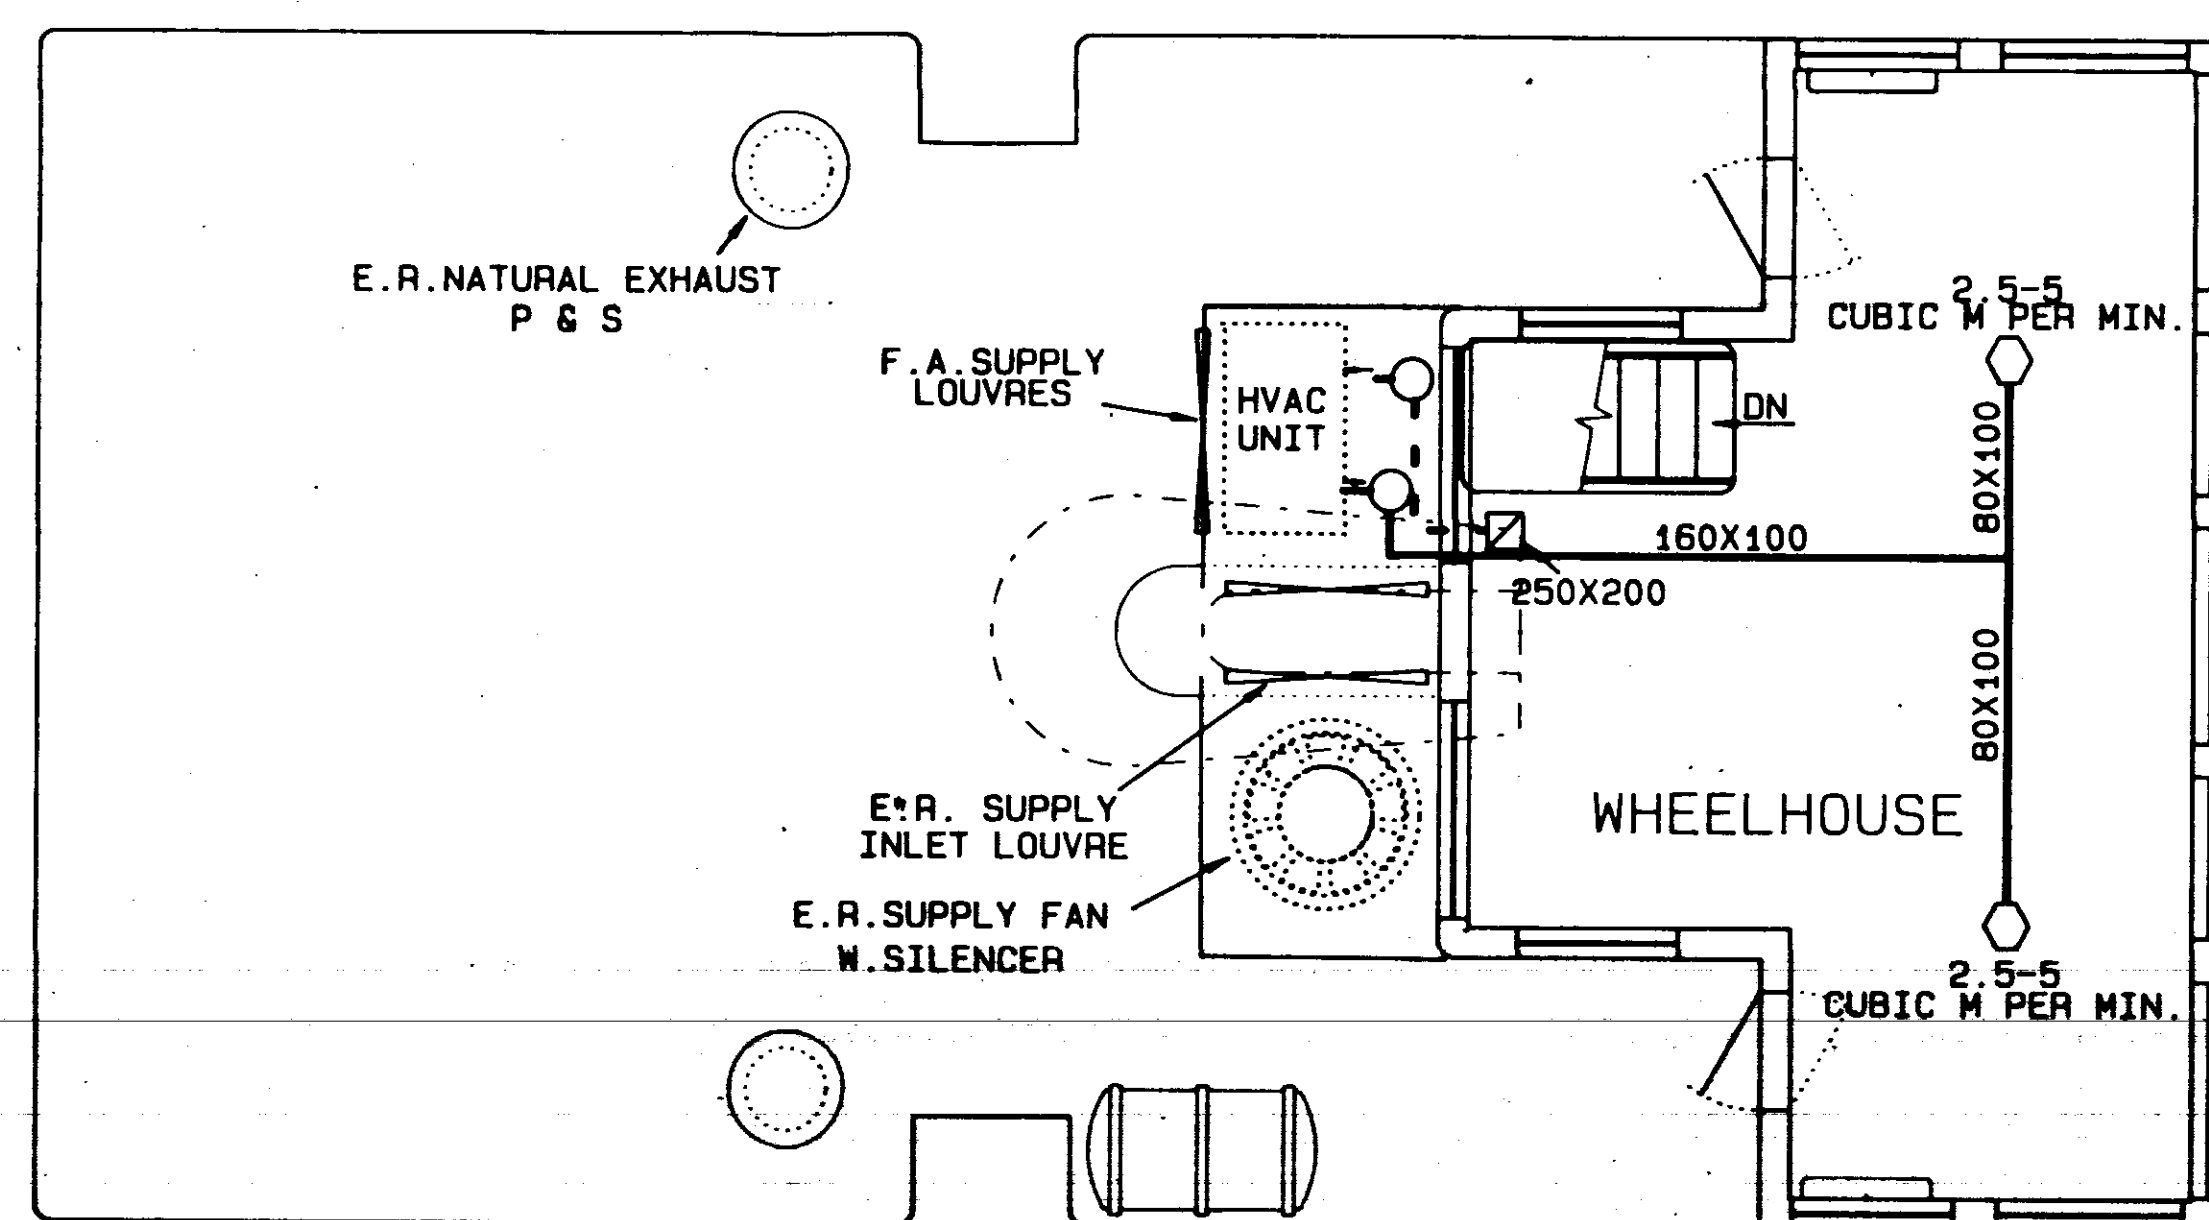 E.R.NATURAL EXHAUST
P & S
F.A.SUPPLY
LOUVRES
HVAC
UNIT
DN
2.5-5
CUBIC M PER MIN.
80X100
160X100
250X200
80X100
WHEELHOUSE
E.R. SUPPLY
INLET LOUVRE
E.R.SUPPLY FAN
W.SILENCER
2.5-5
CUBIC M PER MIN.